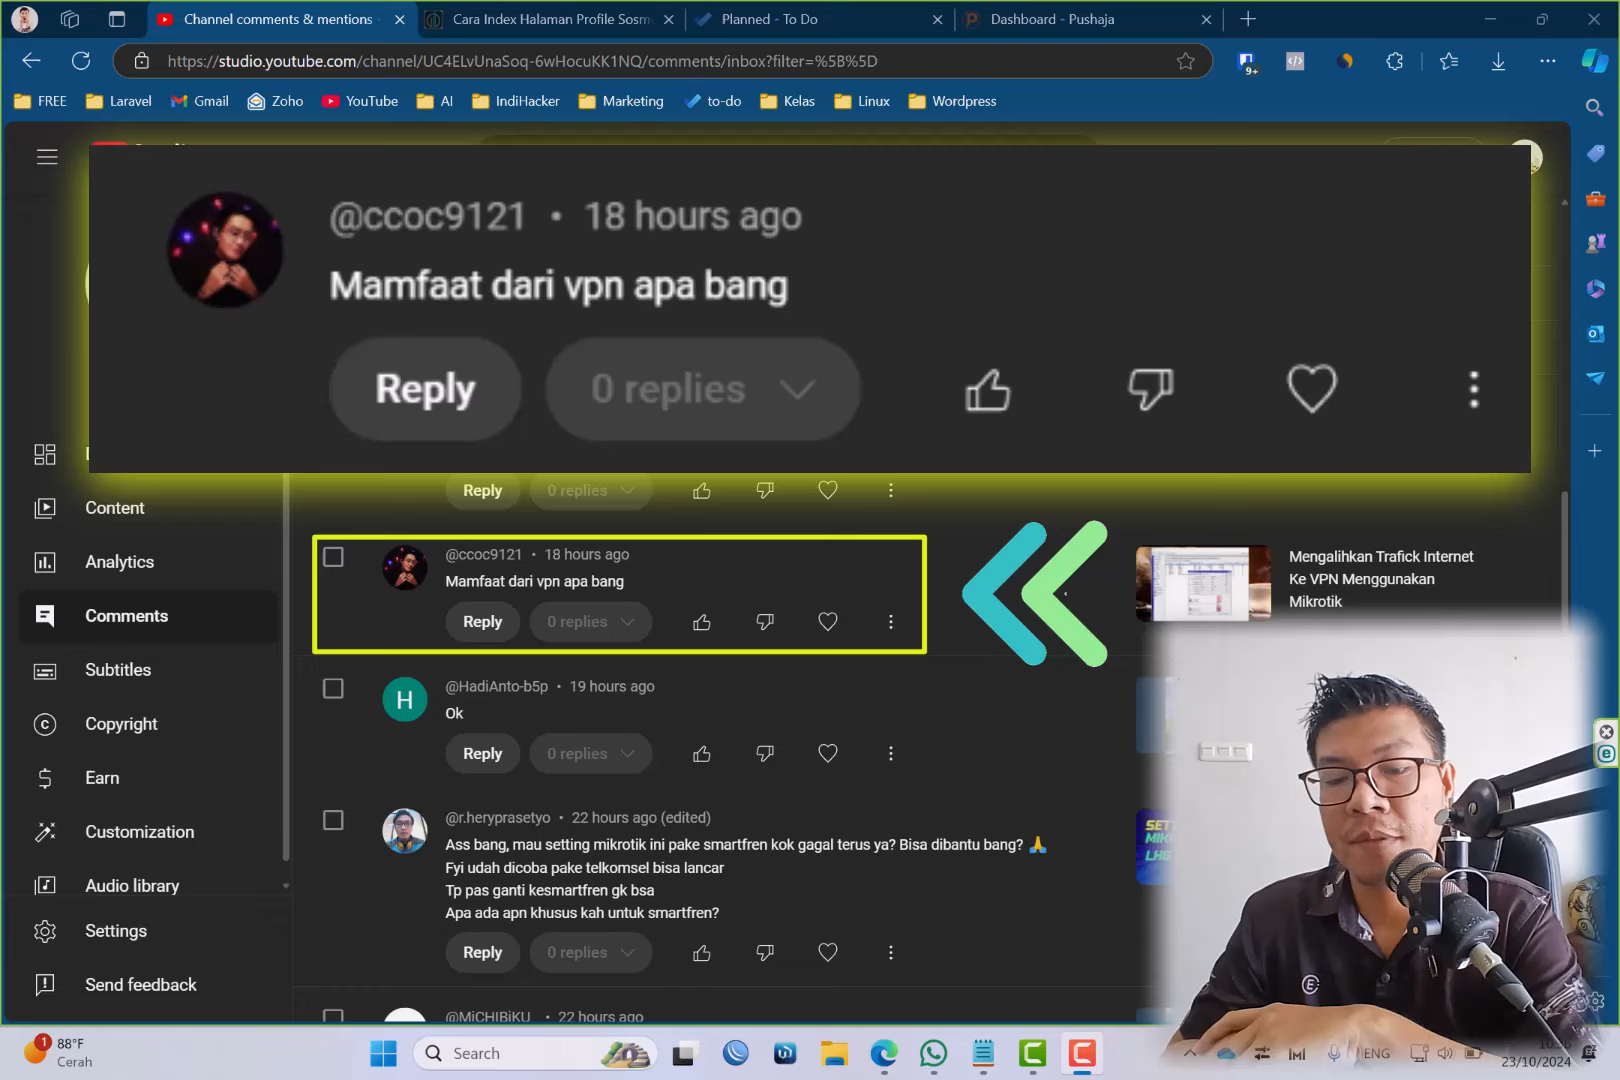 Channel comments & mentions -
Cara Index Halaman Profile Sosm
Planned - To Do
Dashboard - Pushaja
https://studio.youtube.com/channel/UC4ELvUnaSoq-6wHocuKK1NQ/comments/inbox?filter=%5B%5D
9+
FREE
Laravel
Gmail
Zoho
YouTube
AI
IndiHacker
Marketing
to-do
Kelas
Linux
Wordpress
@ccoc9121 • 18 hours ago
Mamfaat dari vpn apa bang
Reply
0 replies
Reply
0 replies
Content
Analytics
Comments
Subtitles
Copyright
Earn
Customization
Audio library
Settings
Send feedback
@ccoc9121 • 18 hours ago
Mamfaat dari vpn apa bang
Reply
0 replies
Mengalihkan Trafick Internet
Ke VPN Menggunakan
Mikrotik
H
@HadiAnto-b5p • 19 hours ago
Ok
Reply
0 replies
@r.heryprasetyo • 22 hours ago (edited)
Ass bang, mau setting mikrotik ini pake smartfren kok gagal terus ya? Bisa dibantu bang? 🙏
Fyi udah dicoba pake telkomsel bisa lancar
Tp pas ganti kesmartfren gk bsa
Apa ada apn khusus kah untuk smartfren?
Reply
0 replies
@MiCHIBiKU • 22 hours ago
1
88°F
Cerah
Search
ENG
23/10/2024